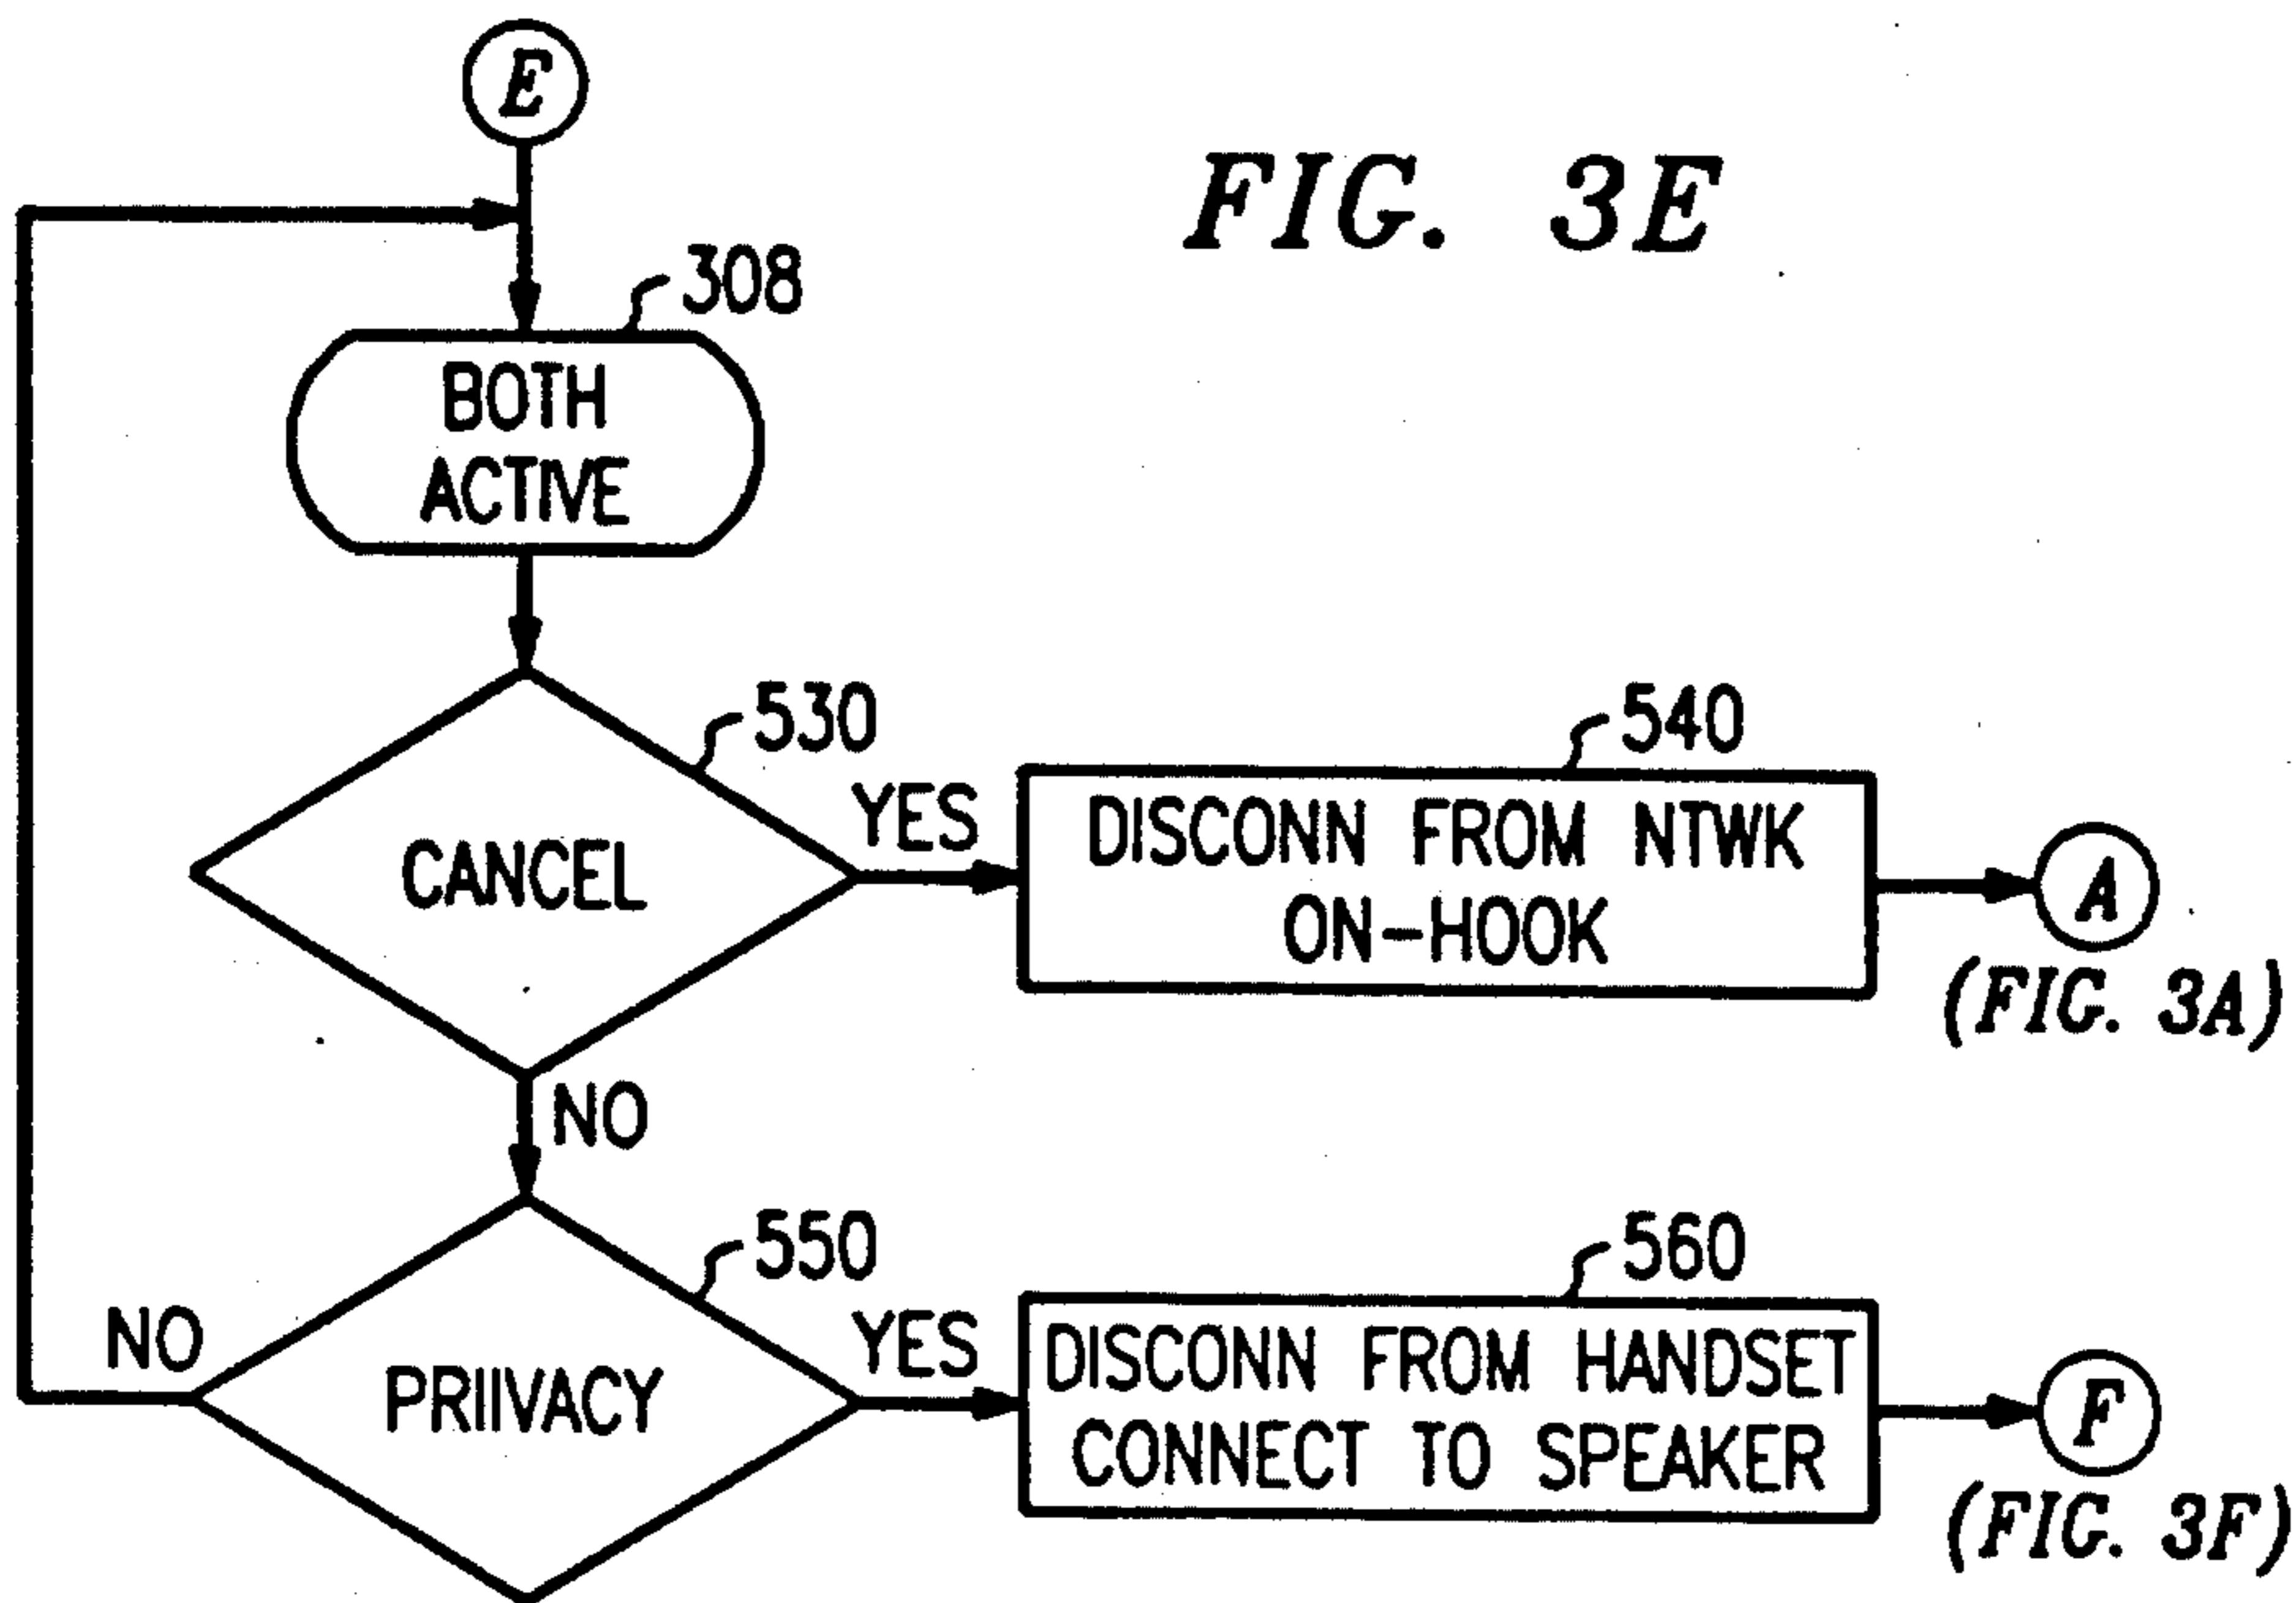 E
FIG. 3E
308
BOTH
ACTIVE
530
540
CANCEL
YES
DISCONN FROM NTWK
ON-HOOK
A
(FIG. 3A)
NO
550
560
NO
PRIIVACY
YES
DISCONN FROM HANDSET
CONNECT TO SPEAKER
F
(FIG. 3F)